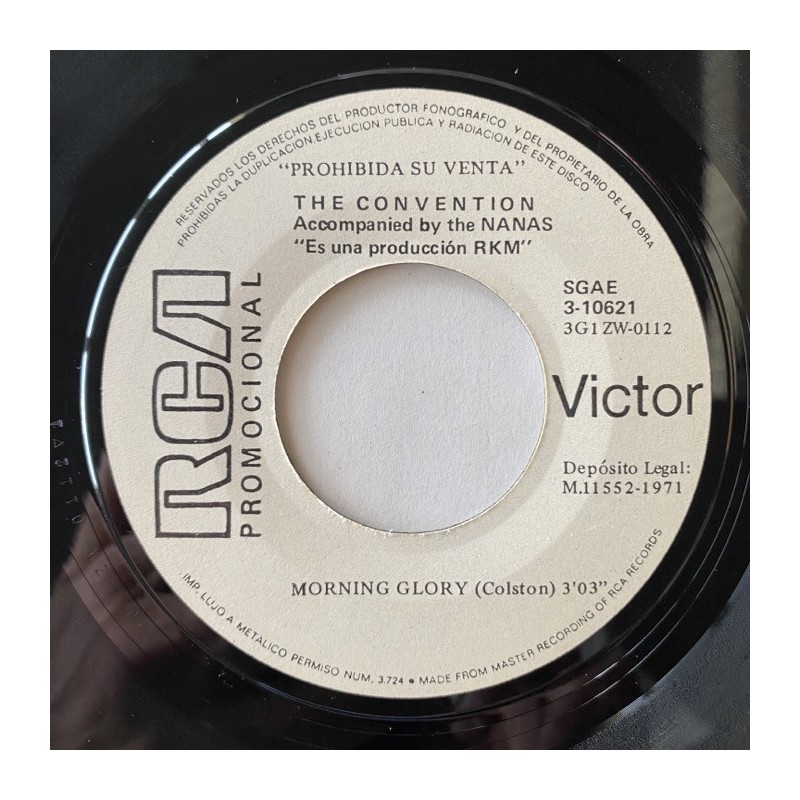 RESERVADOS LOS DERECHOS DEL PRODUCTOR FONOGRAFICO Y DEL PROPIETARIO DE LA OBRA
PROHIBIDAS LA DUPLICACION EJECUCION PUBLICA Y RADIACION DE ESTE DISCO
"PROHIBIDA SU VENTA"
THE CONVENTION
Accompanied by the NANAS
"Es una producción RKM"
RCA
PROMOCIONAL
SGAE
3-10621
3G1 ZW-0112
Victor
Depósito Legal:
M.11552-1971
MORNING GLORY (Colston) 3'03"
IMP. LUJO A METALICO PERMISO NUM. 3.724 • MADE FROM MASTER RECORDING OF RCA RECORDS